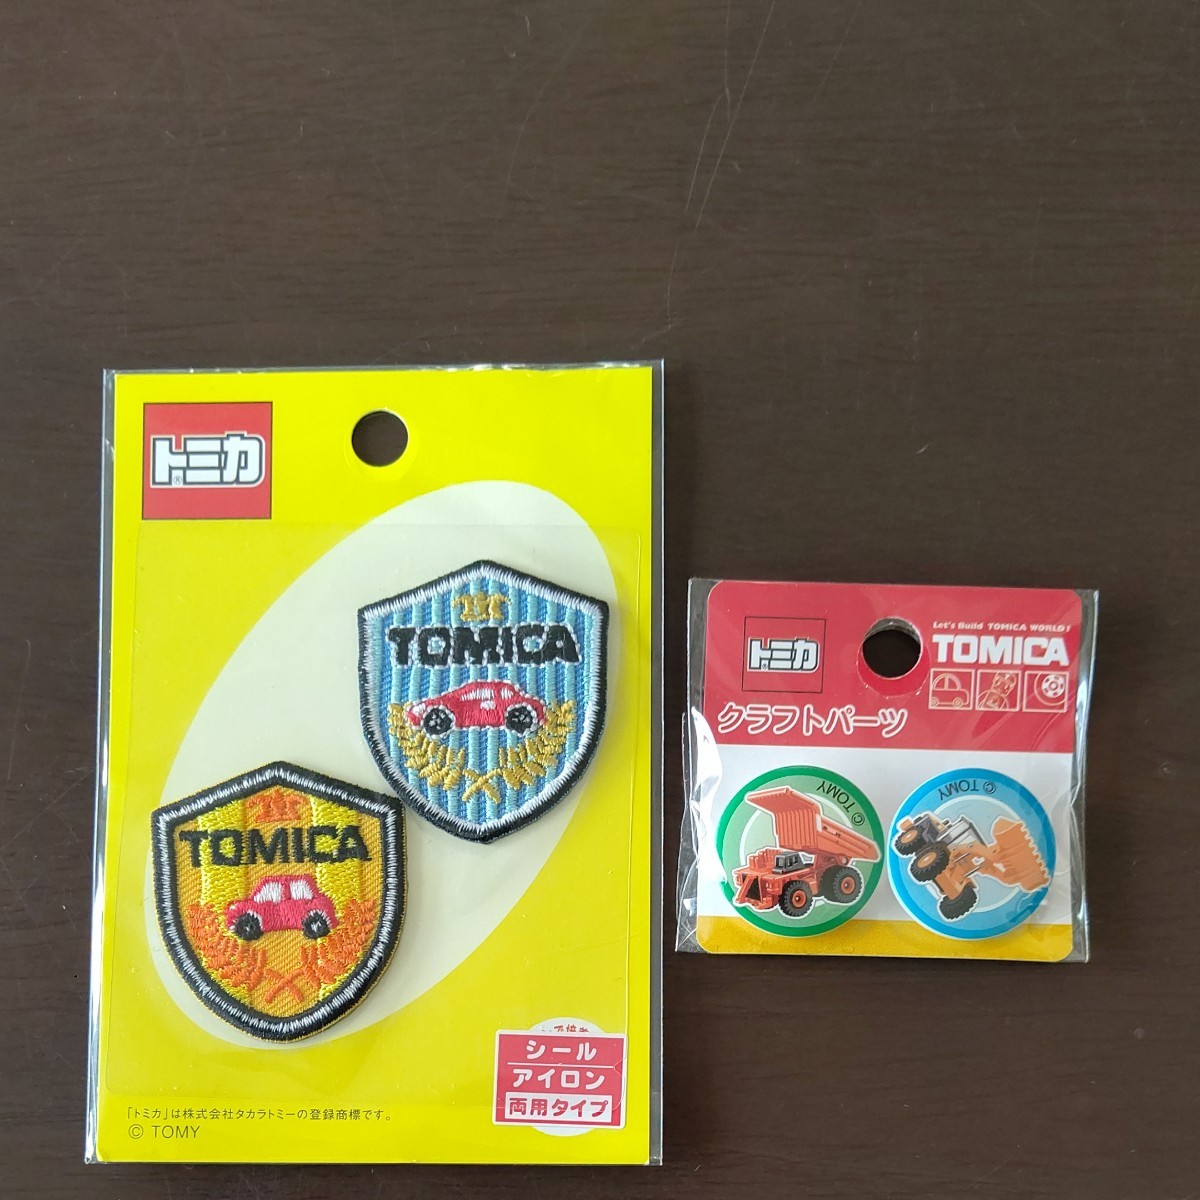 トミカ®
TOMICA
TOMICA
シール
アイロン
両用タイプ
「トミカ」は株式会社タカラトミーの登録商標です。
© TOMY
トミカ®
Let's Build TOMICA WORLD!
TOMICA
クラフトパーツ
© TOMY
© TOMY